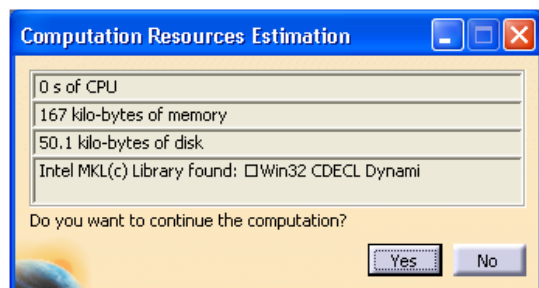 Computation Resources Estimation
0 s of CPU
167 kilo-bytes of memory
50.1 kilo-bytes of disk
Intel MKL(c) Library found: □Win32 CDECL Dynami
Do you want to continue the computation?
Yes No